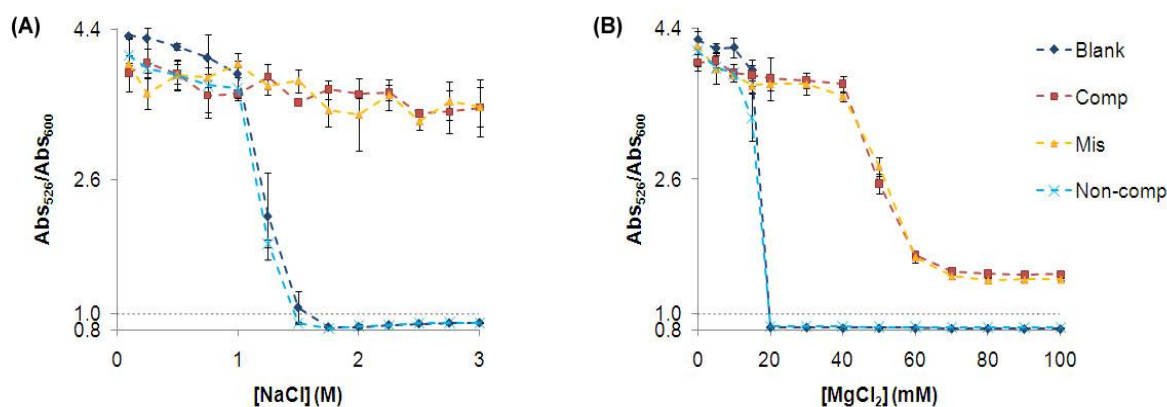 (A)
4.4
2.6
1.0
0.8
Abs526/Abs600
0 1 2 3
[NaCl] (M)
(B)
4.4
2.6
1.0
0.8
Abs526/Abs600
0 20 40 60 80 100
[MgCl2] (mM)
Blank
Comp
Mis
Non-comp